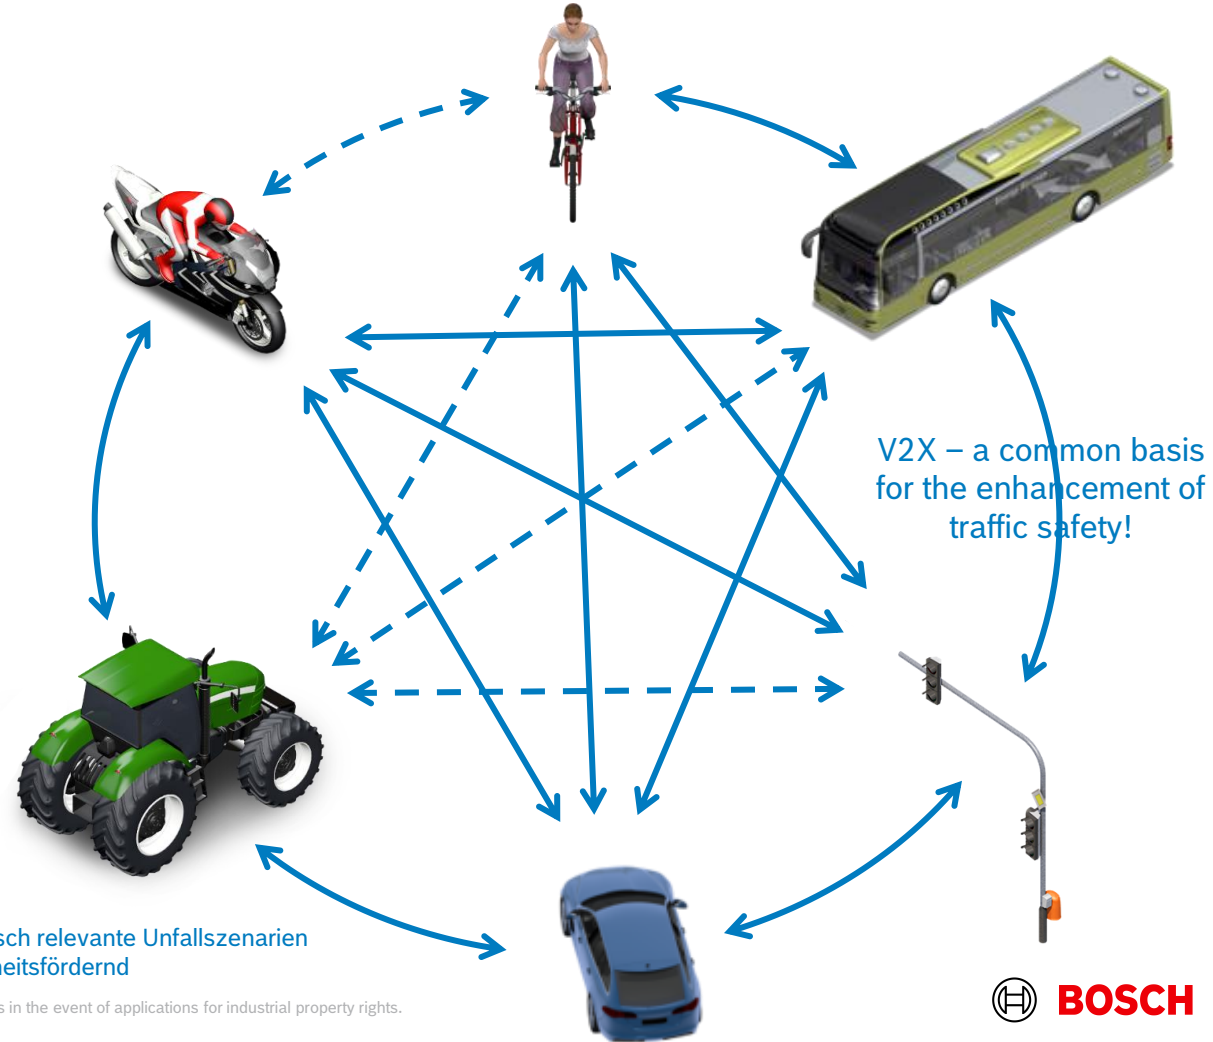 V2X – a common basis
for the enhancement of
traffic safety!
sch relevante Unfallszenarien
heitsfördernd
s in the event of applications for industrial property rights.
BOSCH